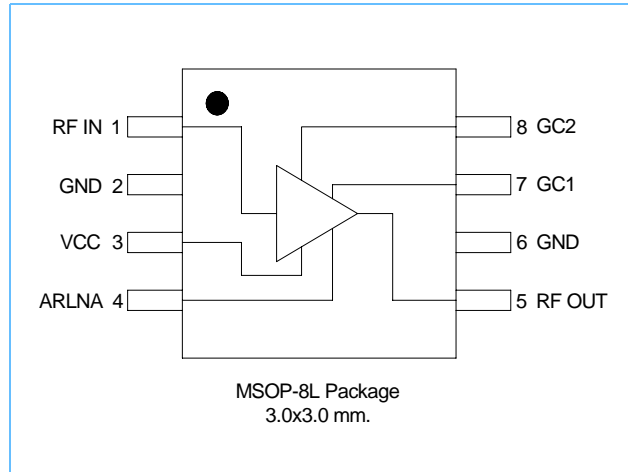 RF IN 1
GND 2
VCC 3
ARLNA 4
8 GC2
7 GC1
6 GND
5 RF OUT
MSOP-8L Package
3.0x3.0 mm.